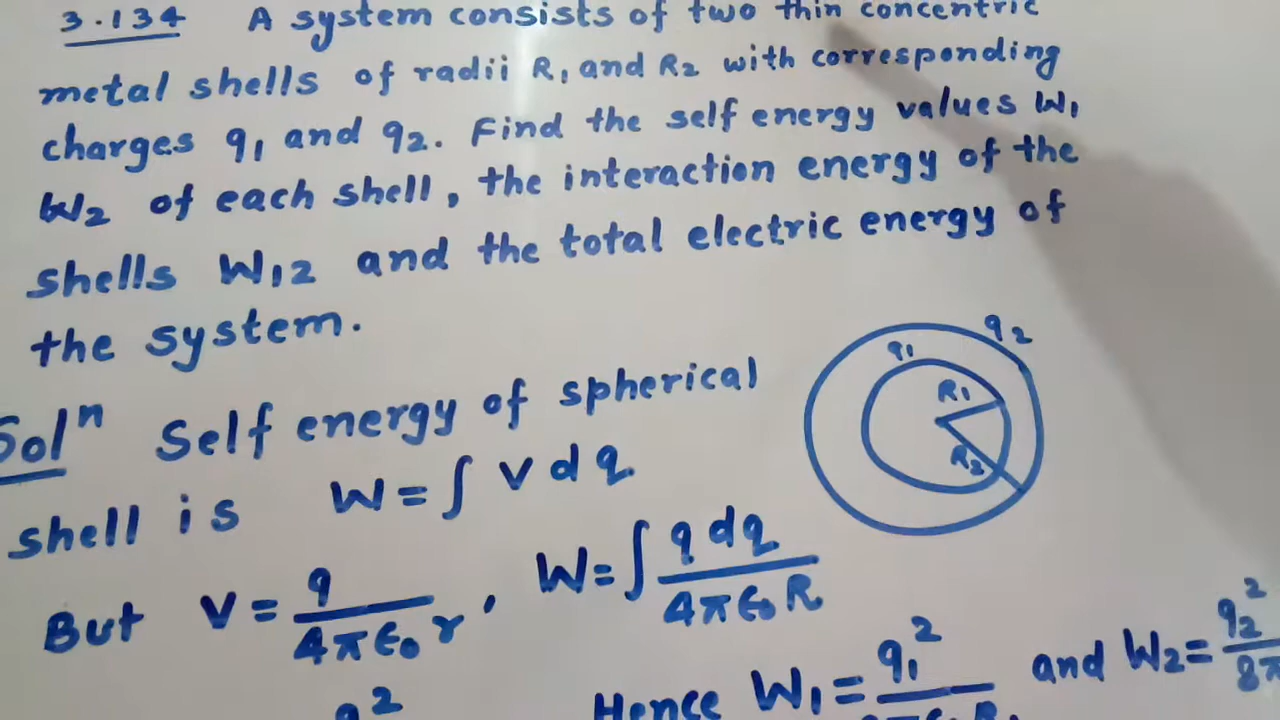 3.134 A system consists of two thin concentric
metal shells of radii R₁ and R₂ with corresponding
charges q₁ and q₂. Find the self energy values W₁
W₂ of each shell, the interaction energy of the
shells W₁₂ and the total electric energy of
the system.
q₂
q₁
R₁
R₂
Solⁿ Self energy of spherical
shell is W = ∫ V dq
But V = q / 4πε₀r , W = ∫ q dq / 4πε₀R
q²
Hence W₁ = q₁² and W₂ = q₂² / 8π